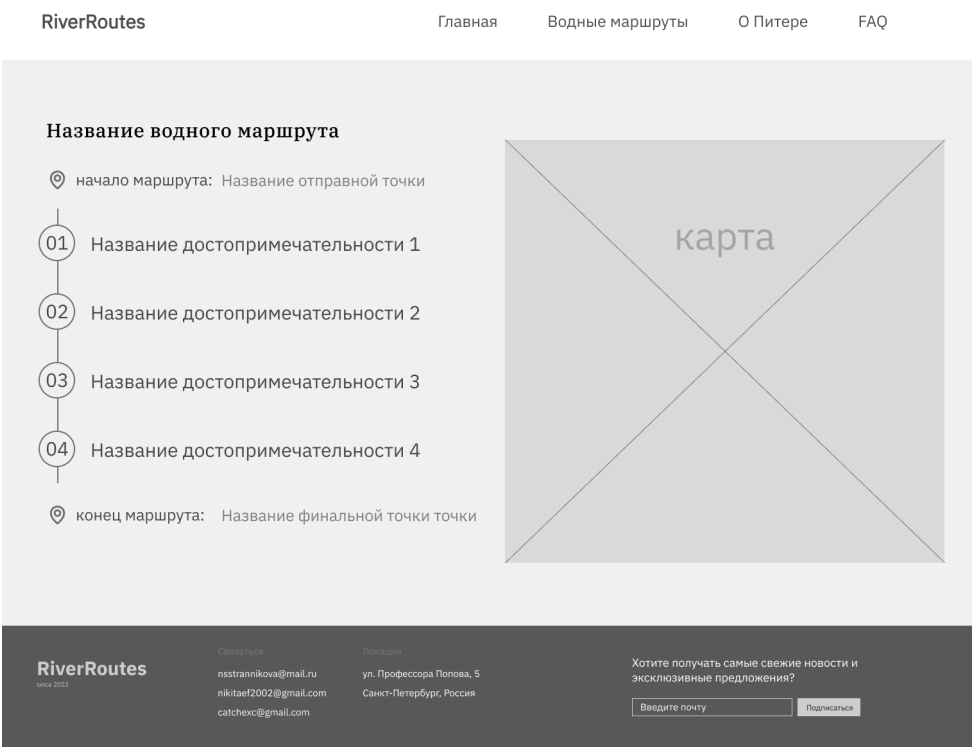 RiverRoutes
Главная
Водные маршруты
О Питере
FAQ
Название водного маршрута
начало маршрута: Название отправной точки
01 Название достопримечательности 1
02 Название достопримечательности 2
03 Название достопримечательности 3
04 Название достопримечательности 4
конец маршрута: Название финальной точки точки
карта
RiverRoutes
since 2023
Связаться
nsstrannikova@mail.ru
nikitaef2002@gmail.com
catchexc@gmail.com
Локация
ул. Профессора Попова, 5
Санкт-Петербург, Россия
Хотите получать самые свежие новости и
эксклюзивные предложения?
Введите почту
Подписаться